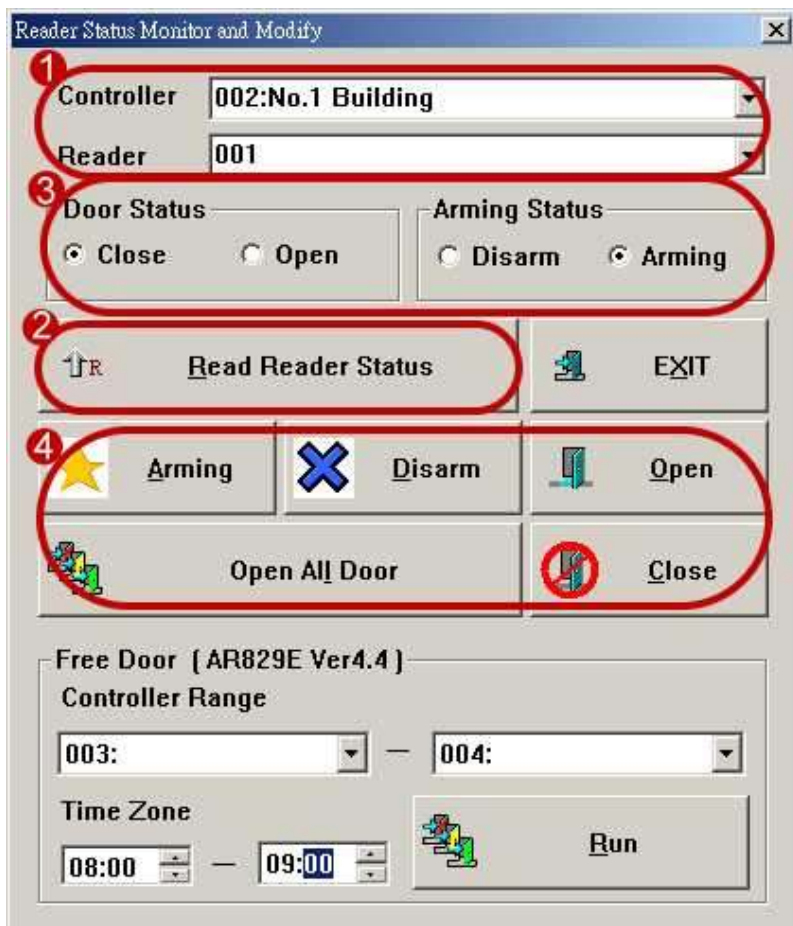 Reader Status Monitor and Modify
1
Controller 002:No.1 Building
Reader 001
3
Door Status Arming Status
Close Open Disarm Arming
2
R Read Reader Status EXIT
4
Arming Disarm Open
Open All Door Close
Free Door ( AR829E Ver4.4 )
Controller Range
003: — 004:
Time Zone
08:00 — 09:00 Run